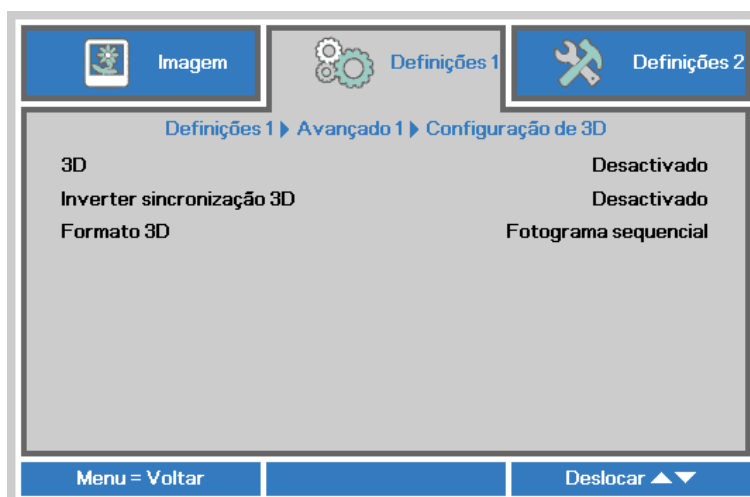 Imagem
Definições 1
Definições 2
Definições 1 ▶ Avançado 1 ▶ Configuração de 3D
3D Desactivado
Inverter sincronização 3D Desactivado
Formato 3D Fotograma sequencial
Menu = Voltar
Deslocar ▲▼